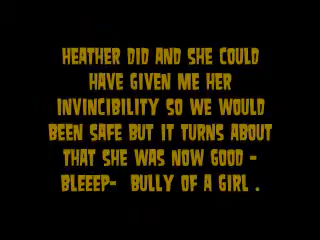 HEATHER DID AND SHE COULD
HAVE GIVEN ME HER
INVINCIBILITY SO WE WOULD
BEEN SAFE BUT IT TURNS ABOUT
THAT SHE WAS NOW GOOD -
BLEEEP- BULLY OF A GIRL .